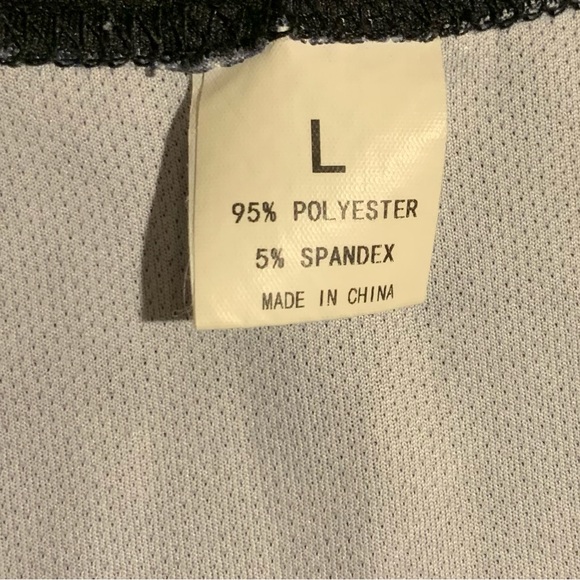 L
95% POLYESTER
5% SPANDEX
MADE IN CHINA